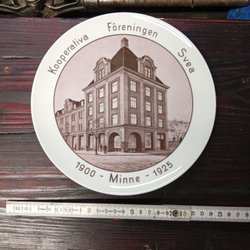 Kooperativa Föreningen Svea
1900 - Minne - 1925